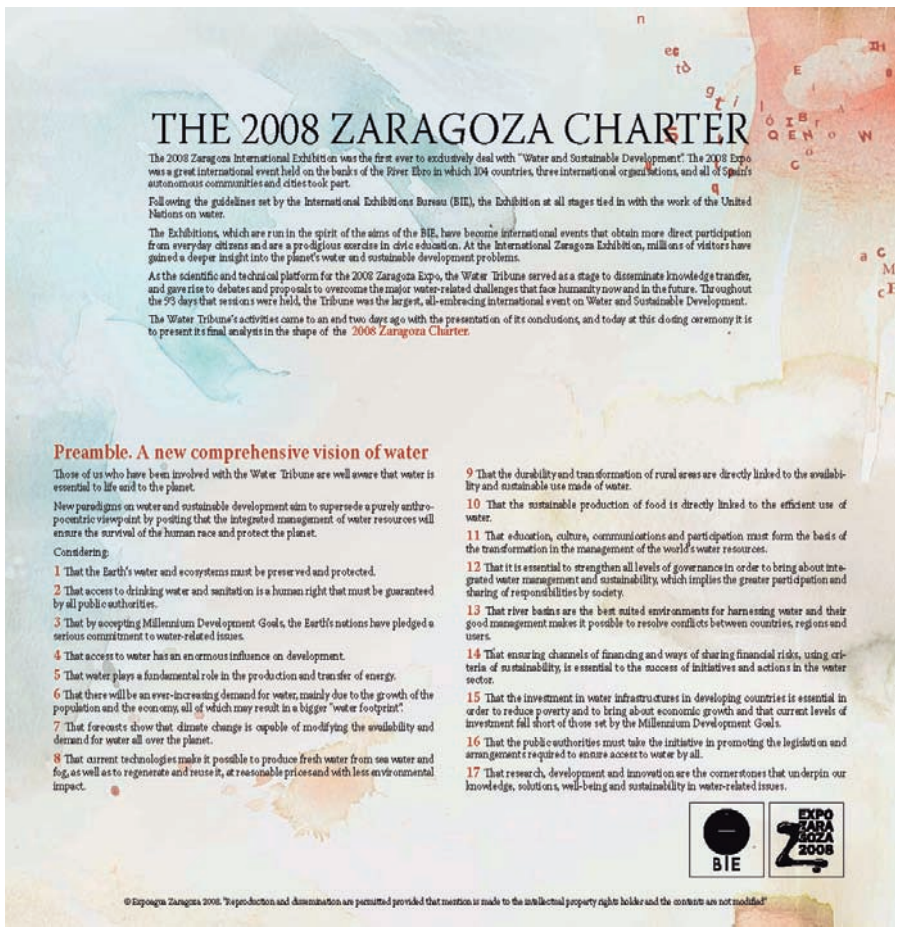 THE 2008 ZARAGOZA CHARTER
The 2008 Zaragoza International Exhibition was the first ever to exclusively deal with "Water and Sustainable Development". The 2008 Expo
was a great international event held on the banks of the River Ebro in which 104 countries, three international organisations, and all of Spain's
autonomous communities and cities took part.
Following the guidelines set by the International Exhibitions Bureau (BIE), the Exhibition at all stages tied in with the work of the United
Nations on water.
The Exhibitions, which are run in the spirit of the aims of the BIE, have become international events that obtain more direct participation
from everyday citizens and are a prodigious exercise in civic education. At the International Zaragoza Exhibition, millions of visitors have
gained a deeper insight into the planet's water and sustainable development problems.
As the scientific and technical platform for the 2008 Zaragoza Expo, the Water Tribune served as a stage to disseminate knowledge transfer,
and gave rise to debates and proposals to overcome the major water-related challenges that face humanity now and in the future. Throughout
the 93 days that sessions were held, the Tribune was the largest, all-embracing international event on Water and Sustainable Development.
The Water Tribune's activities came to an end two days ago with the presentation of its conclusions, and today at this closing ceremony it is
to present its final analysis in the shape of the 2008 Zaragoza Charter.
Preamble. A new comprehensive vision of water
Those of us who have been involved with the Water Tribune are well aware that water is
essential to life and to the planet.
New paradigms on water and sustainable development aim to supersede a purely anthro-
pocentric viewpoint by positing that the integrated management of water resources will
ensure the survival of the human race and protect the planet.
Considering:
1 That the Earth's water and ecosystems must be preserved and protected.
2 That access to drinking water and sanitation is a human right that must be guaranteed
by all public authorities.
3 That by accepting Millennium Development Goals, the Earth's nations have pledged a
serious commitment to water-related issues.
4 That access to water has an enormous influence on development.
5 That water plays a fundamental role in the production and transfer of energy.
6 That there will be an ever-increasing demand for water, mainly due to the growth of the
population and the economy, all of which may result in a bigger "water footprint".
7 That forecasts show that climate change is capable of modifying the availability and
demand for water all over the planet.
8 That current technologies make it possible to produce fresh water from sea water and
fog, as well as to regenerate and reuse it, at reasonable prices and with less environmental
impact.
9 That the durability and transformation of rural areas are directly linked to the availabi-
lity and sustainable use made of water.
10 That the sustainable production of food is directly linked to the efficient use of
water.
11 That education, culture, communications and participation must form the basis of
the transformation in the management of the world's water resources.
12 That it is essential to strengthen all levels of governance in order to bring about inte-
grated water management and sustainability, which implies the greater participation and
sharing of responsibilities by society.
13 That river basins are the best suited environments for harnessing water and their
good management makes it possible to resolve conflicts between countries, regions and
users.
14 That ensuring channels of financing and ways of sharing financial risks, using cri-
teria of sustainability, is essential to the success of initiatives and actions in the water
sector.
15 That the investment in water infrastructures in developing countries is essential in
order to reduce poverty and to bring about economic growth and that current levels of
investment fall short of those set by the Millennium Development Goals.
16 That the public authorities must take the initiative in promoting the legislation and
arrangements required to ensure access to water by all.
17 That research, development and innovation are the cornerstones that underpin our
knowledge, solutions, well-being and sustainability in water-related issues.
BIE
EXPO
ZARA
GOZA
2008
© Expoagua Zaragoza 2008. "Reproduction and dissemination are permitted provided that mention is made to the intellectual property rights holder and the contents are not modified"